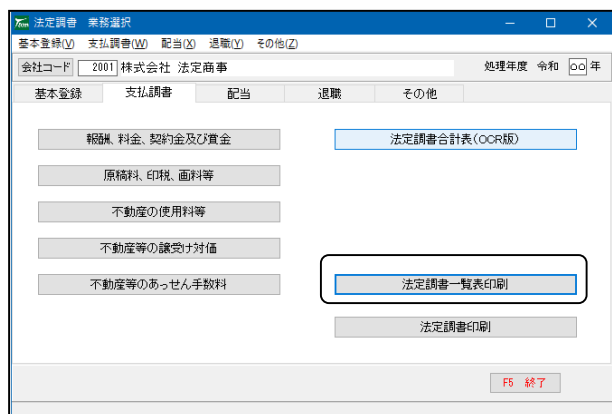 法定調書 業務選択
基本登録(V) 支払調書(W) 配当(X) 退職(Y) その他(Z)
会社コード 2001 株式会社 法定商事 処理年度 令和 〇〇 年
基本登録 支払調書 配当 退職 その他
報酬、料金、契約金及び賞金 法定調書合計表(OCR版)
原稿料、印税、画料等
不動産の使用料等
不動産等の譲受け対価
不動産等のあっせん手数料 法定調書一覧表印刷
法定調書印刷
F5 終了